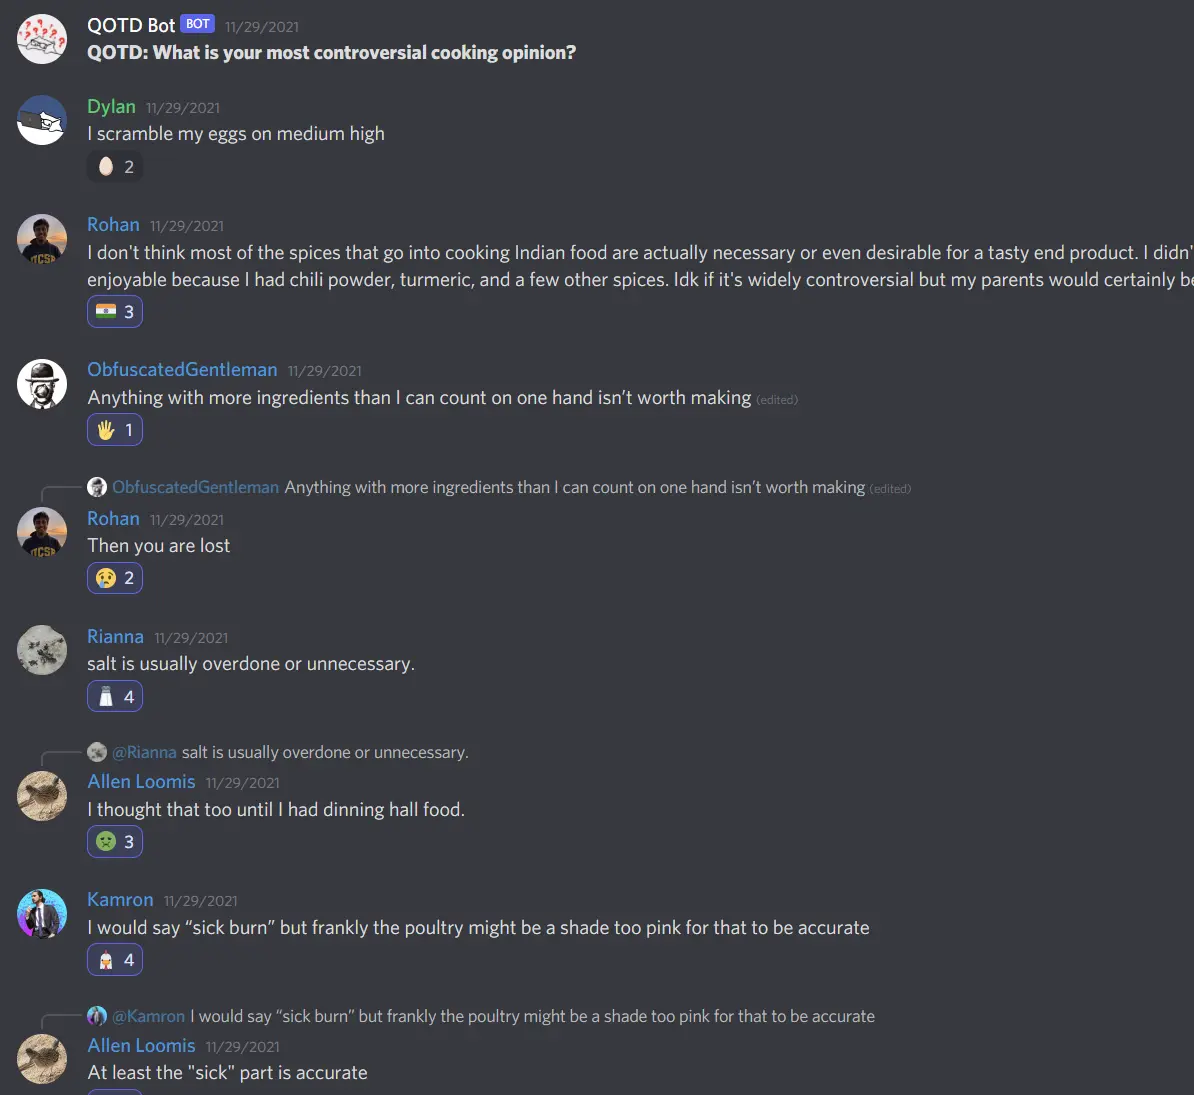 QOTD Bot BOT 11/29/2021
QOTD: What is your most controversial cooking opinion?
Dylan 11/29/2021
I scramble my eggs on medium high
2
Rohan 11/29/2021
I don't think most of the spices that go into cooking Indian food are actually necessary or even desirable for a tasty end product. I didn'
enjoyable because I had chili powder, turmeric, and a few other spices. Idk if it's widely controversial but my parents would certainly be
3
ObfuscatedGentleman 11/29/2021
Anything with more ingredients than I can count on one hand isn’t worth making (edited)
1
ObfuscatedGentleman Anything with more ingredients than I can count on one hand isn’t worth making (edited)
Rohan 11/29/2021
Then you are lost
2
Rianna 11/29/2021
salt is usually overdone or unnecessary.
4
@Rianna salt is usually overdone or unnecessary.
Allen Loomis 11/29/2021
I thought that too until I had dinning hall food.
3
Kamron 11/29/2021
I would say “sick burn” but frankly the poultry might be a shade too pink for that to be accurate
4
@Kamron I would say “sick burn” but frankly the poultry might be a shade too pink for that to be accurate
Allen Loomis 11/29/2021
At least the "sick" part is accurate